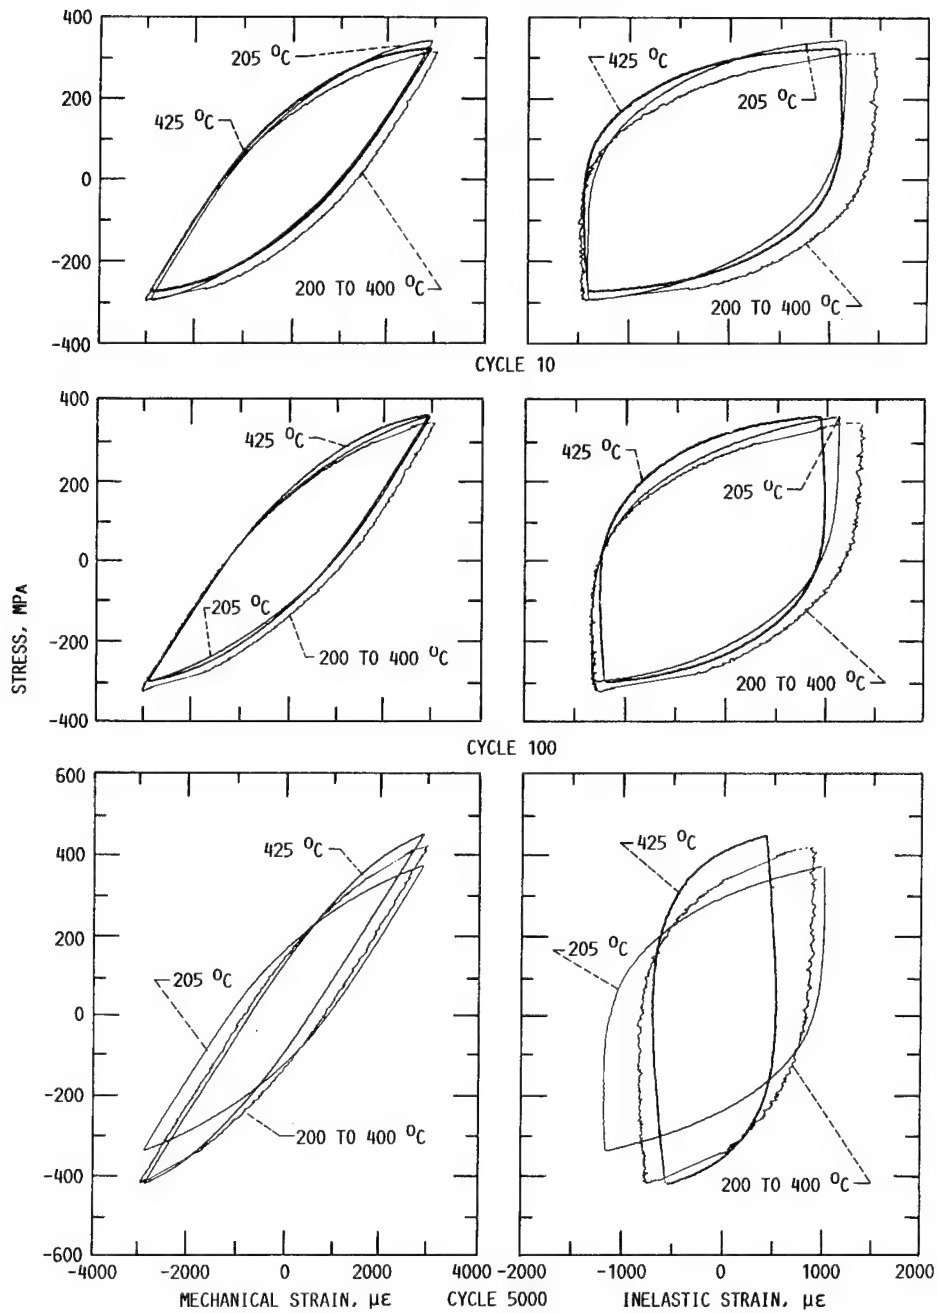 400
200
0
-200
-400
205 °C
425 °C
200 TO 400 °C
425 °C
205 °C
200 TO 400 °C
CYCLE 10
400
200
0
-200
-400
425 °C
205 °C
200 TO 400 °C
425 °C
205 °C
200 TO 400 °C
STRESS, MPa
CYCLE 100
600
400
200
0
-200
-400
-600
425 °C
205 °C
200 TO 400 °C
425 °C
205 °C
200 TO 400 °C
-4000 -2000 0 2000 4000 -2000 -1000 0 1000 2000
MECHANICAL STRAIN, µε CYCLE 5000 INELASTIC STRAIN, µε